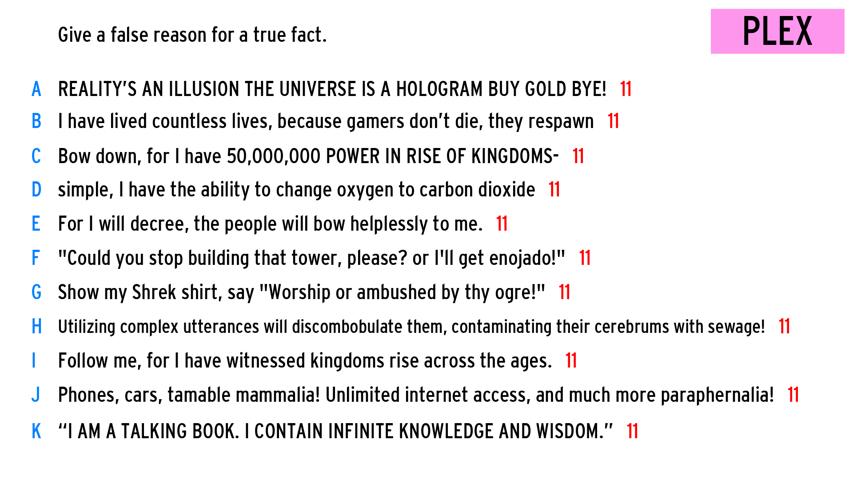 Give a false reason for a true fact.
PLEX
A REALITY'S AN ILLUSION THE UNIVERSE IS A HOLOGRAM BUY GOLD BYE! 11
B I have lived countless lives, because gamers don't die, they respawn 11
C Bow down, for I have 50,000,000 POWER IN RISE OF KINGDOMS- 11
D simple, I have the ability to change oxygen to carbon dioxide 11
E For I will decree, the people will bow helplessly to me. 11
F "Could you stop building that tower, please? or I'll get enojado!" 11
G Show my Shrek shirt, say "Worship or ambushed by thy ogre!" 11
H Utilizing complex utterances will discombobulate them, contaminating their cerebrums with sewage! 11
I Follow me, for I have witnessed kingdoms rise across the ages. 11
J Phones, cars, tamable mammalia! Unlimited internet access, and much more paraphernalia! 11
K “I AM A TALKING BOOK. I CONTAIN INFINITE KNOWLEDGE AND WISDOM.” 11